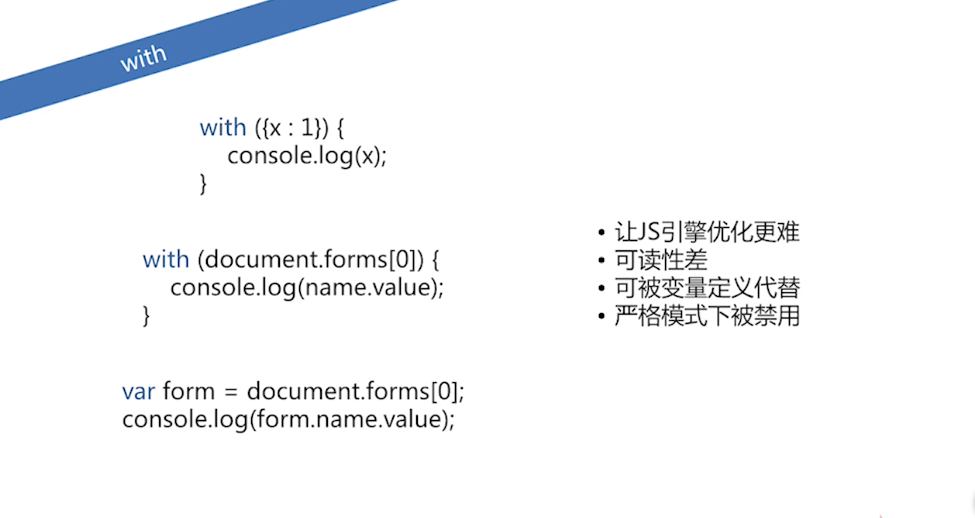 with
with ({x : 1}) {
console.log(x);
}
with (document.forms[0]) {
console.log(name.value);
}
var form = document.forms[0];
console.log(form.name.value);
• 让JS引擎优化更难
• 可读性差
• 可被变量定义代替
• 严格模式下被禁用